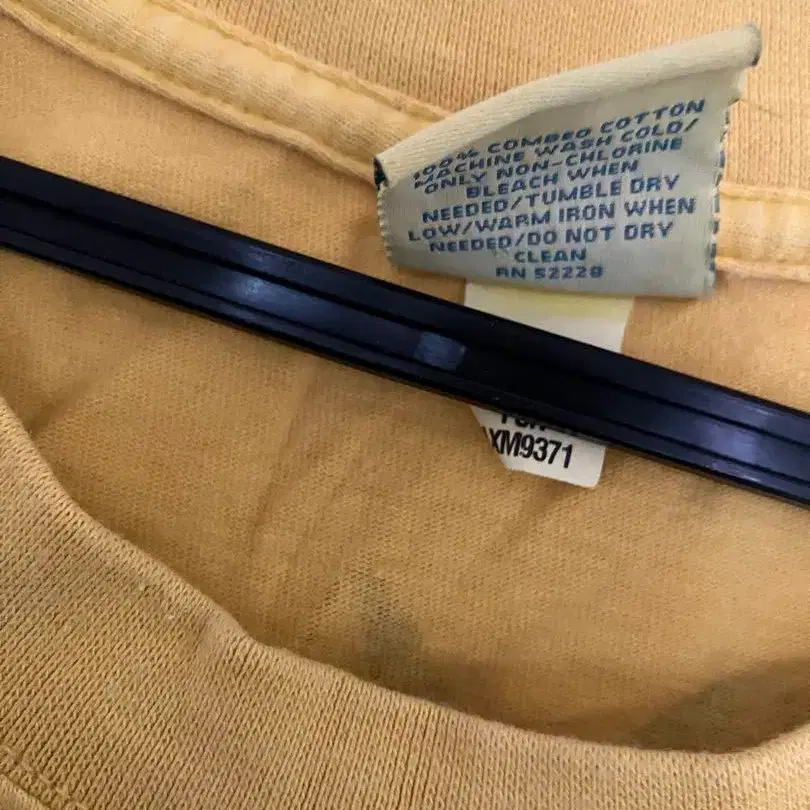 100% COMBED COTTON
MACHINE WASH COLD/
ONLY NON-CHLORINE
BLEACH WHEN
NEEDED/TUMBLE DRY
LOW/WARM IRON WHEN
NEEDED/DO NOT DRY
CLEAN
RN 52228
XM9371